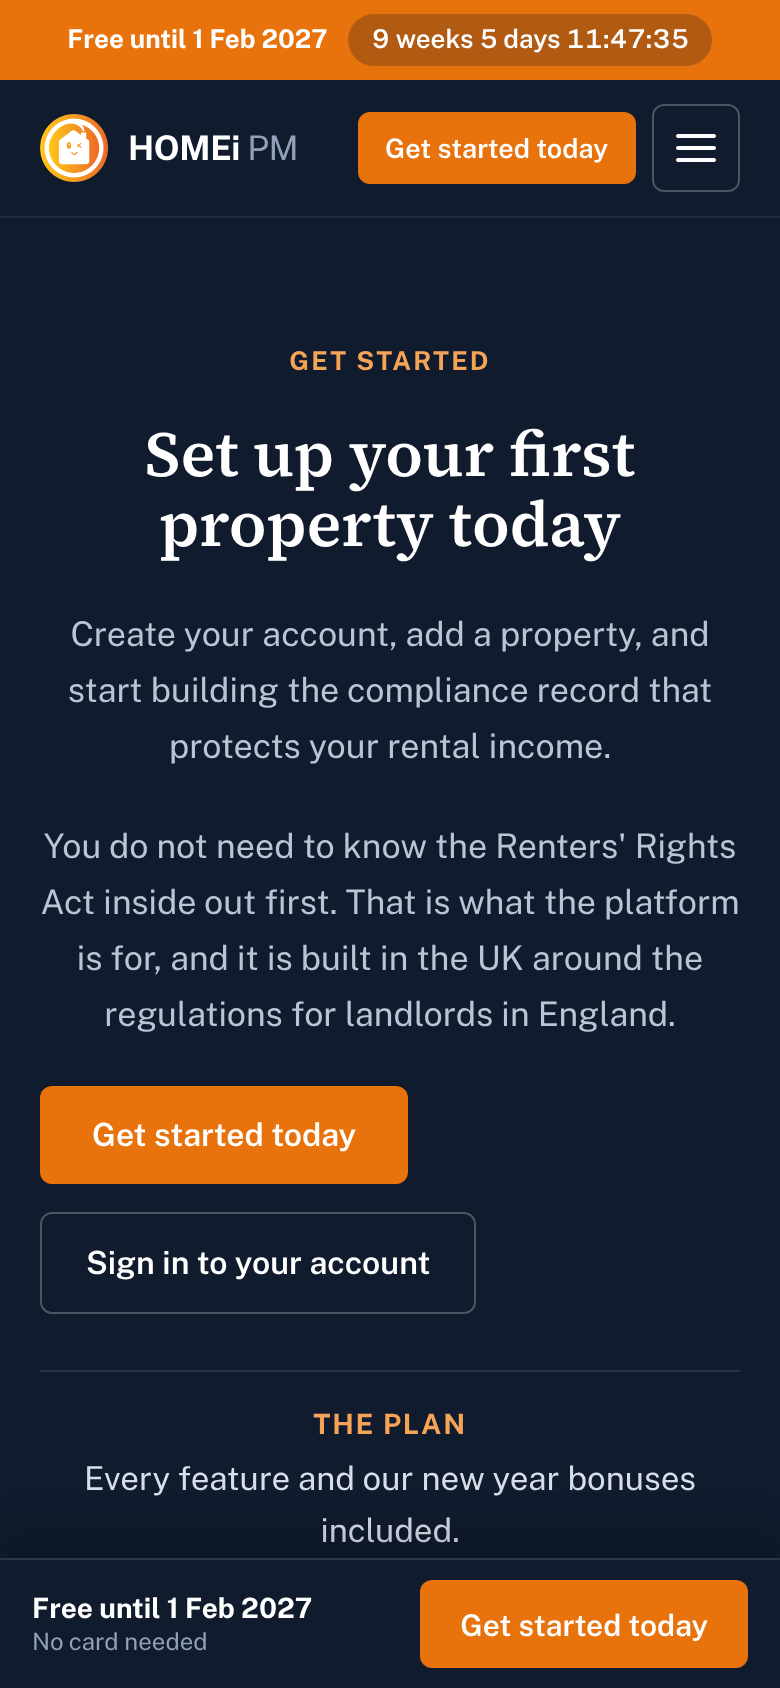 Free until 1 Feb 2027 9 weeks 5 days 11:47:35
HOMEi PM
Get started today
GET STARTED
Set up your first
property today
Create your account, add a property, and
start building the compliance record that
protects your rental income.
You do not need to know the Renters' Rights
Act inside out first. That is what the platform
is for, and it is built in the UK around the
regulations for landlords in England.
Get started today
Sign in to your account
THE PLAN
Every feature and our new year bonuses
included.
Free until 1 Feb 2027
No card needed
Get started today